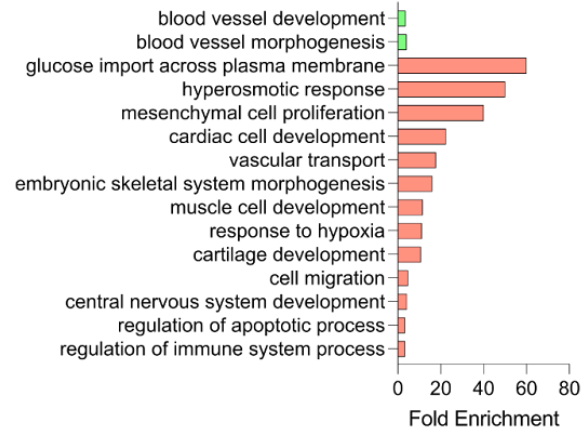 blood vessel development
blood vessel morphogenesis
glucose import across plasma membrane
hyperosmotic response
mesenchymal cell proliferation
cardiac cell development
vascular transport
embryonic skeletal system morphogenesis
muscle cell development
response to hypoxia
cartilage development
cell migration
central nervous system development
regulation of apoptotic process
regulation of immune system process
0 20 40 60 80
Fold Enrichment